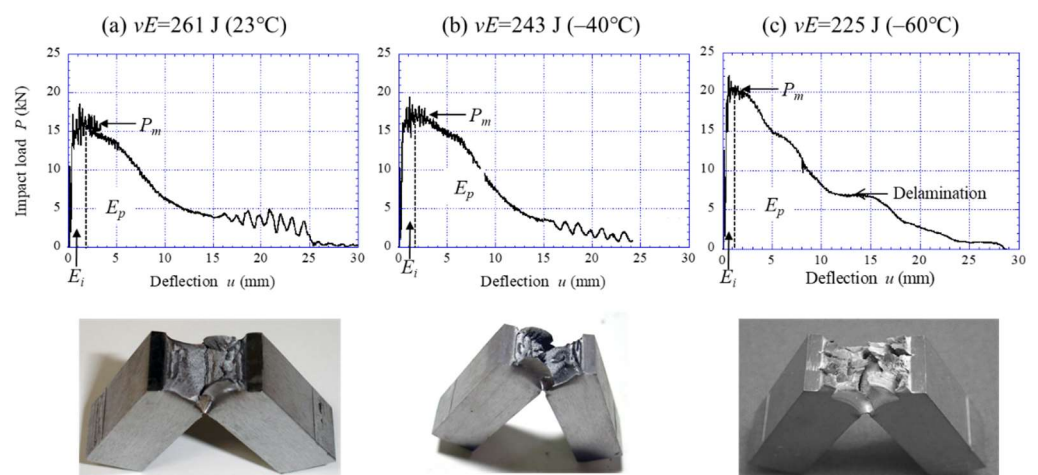 (a) vE=261 J (23°C)
(b) vE=243 J (−40°C)
(c) vE=225 J (−60°C)
Impact load P (kN)
25
20
15
10
5
0
Pm
Ep
Ei
0 5 10 15 20 25 30
Deflection u (mm)
25
20
15
10
5
0
Pm
Ep
Ei
0 5 10 15 20 25 30
Deflection u (mm)
25
20
15
10
5
0
Pm
Delamination
Ep
Ei
0 5 10 15 20 25 30
Deflection u (mm)